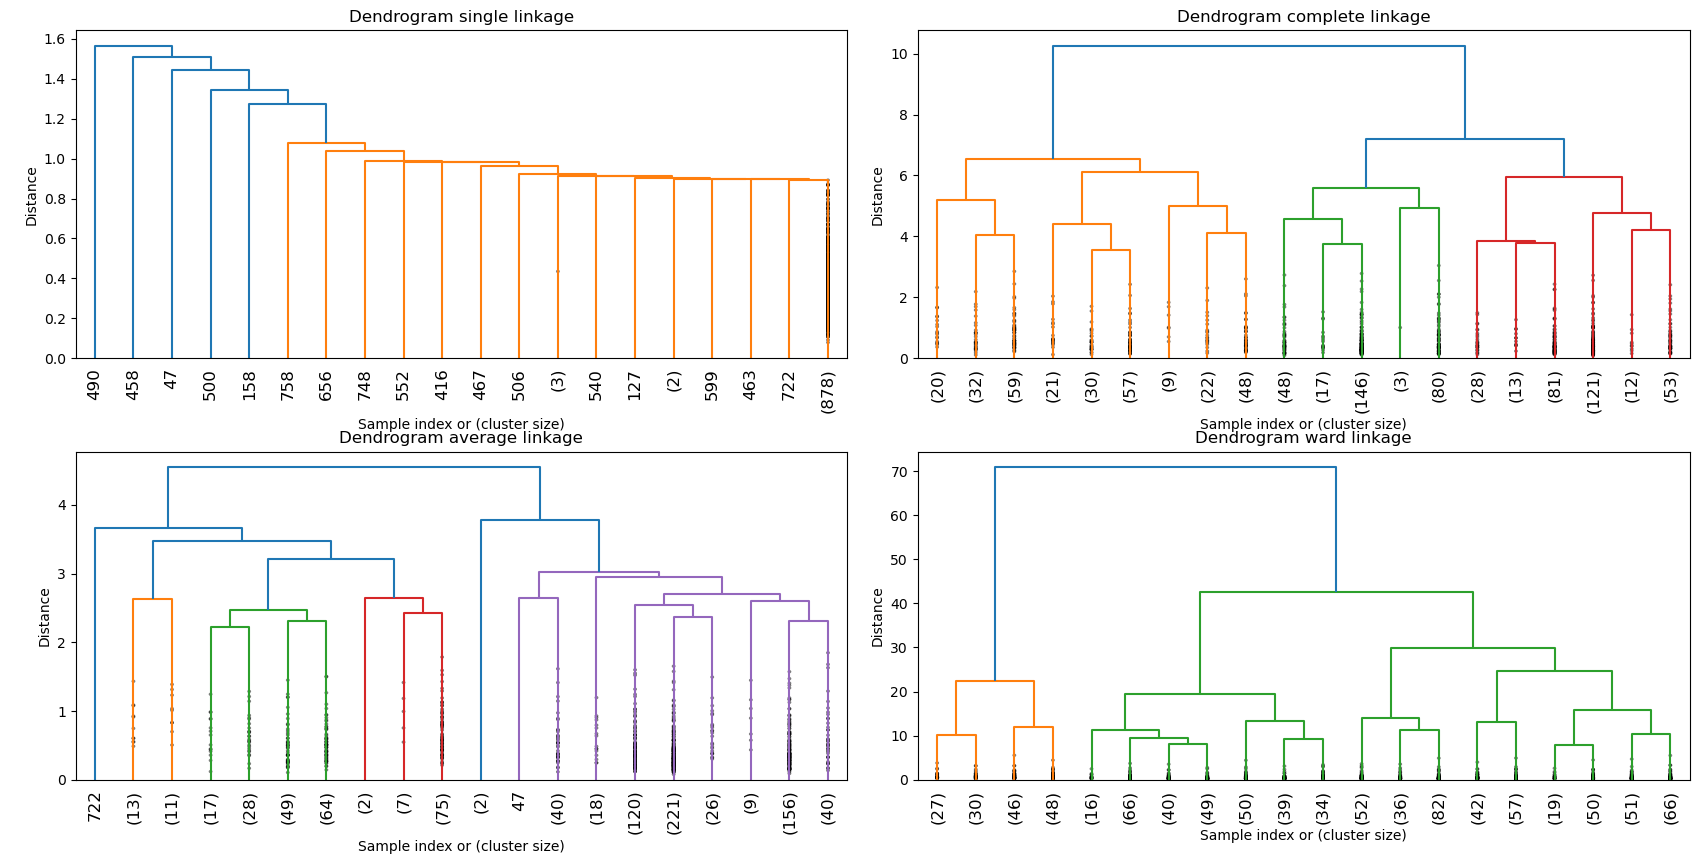 Dendrogram single linkage
1.6
1.4
1.2
1.0
0.8
0.6
0.4
0.2
0.0
Distance
490 458 47 500 158 758 656 748 552 416 467 506 (3) 540 127 (2) 599 463 722 (878)
Sample index or (cluster size)
Dendrogram complete linkage
10
8
6
4
2
0
Distance
(20) (32) (59) (21) (30) (57) (9) (22) (48) (48) (17) (146) (3) (80) (28) (13) (81) (121) (12) (53)
Sample index or (cluster size)
Dendrogram average linkage
4
3
2
1
0
Distance
722 (13) (11) (17) (28) (49) (64) (2) (7) (75) (2) 47 (40) (18) (120) (221) (26) (9) (156) (40)
Sample index or (cluster size)
Dendrogram ward linkage
70
60
50
40
30
20
10
0
Distance
(27) (30) (46) (48) (16) (66) (40) (49) (50) (39) (34) (52) (36) (82) (42) (57) (19) (50) (51) (66)
Sample index or (cluster size)